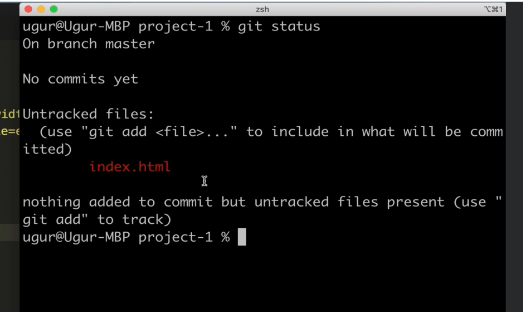 zsh
⌥⌘1
ugur@Ugur-MBP project-1 % git status
On branch master
No commits yet
Untracked files:
(use "git add <file>..." to include in what will be comm
itted)
index.html
nothing added to commit but untracked files present (use "
git add" to track)
ugur@Ugur-MBP project-1 %